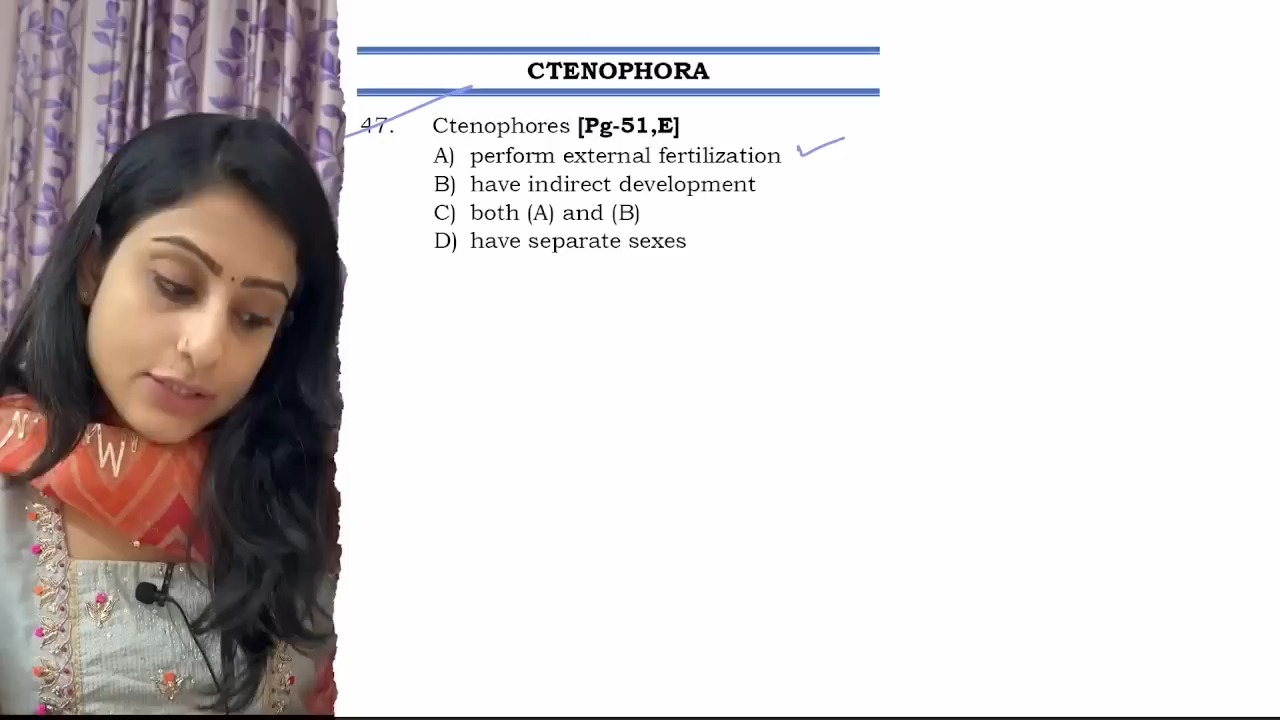 CTENOPHORA
47. Ctenophores [Pg-51,E]
A) perform external fertilization
B) have indirect development
C) both (A) and (B)
D) have separate sexes